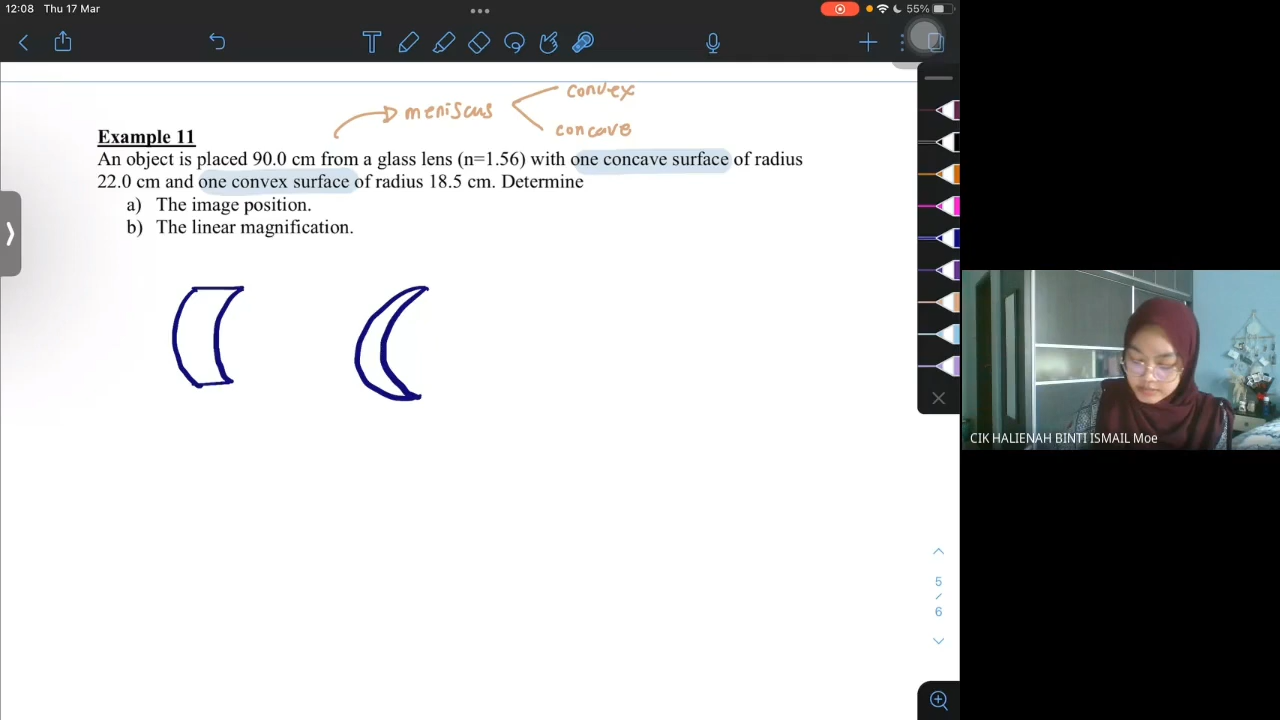 12:08 Thu 17 Mar
55%
convex
meniscus
concave
Example 11
An object is placed 90.0 cm from a glass lens (n=1.56) with one concave surface of radius
22.0 cm and one convex surface of radius 18.5 cm. Determine
a) The image position.
b) The linear magnification.
CIK HALIENAH BINTI ISMAIL Moe
5
/
6